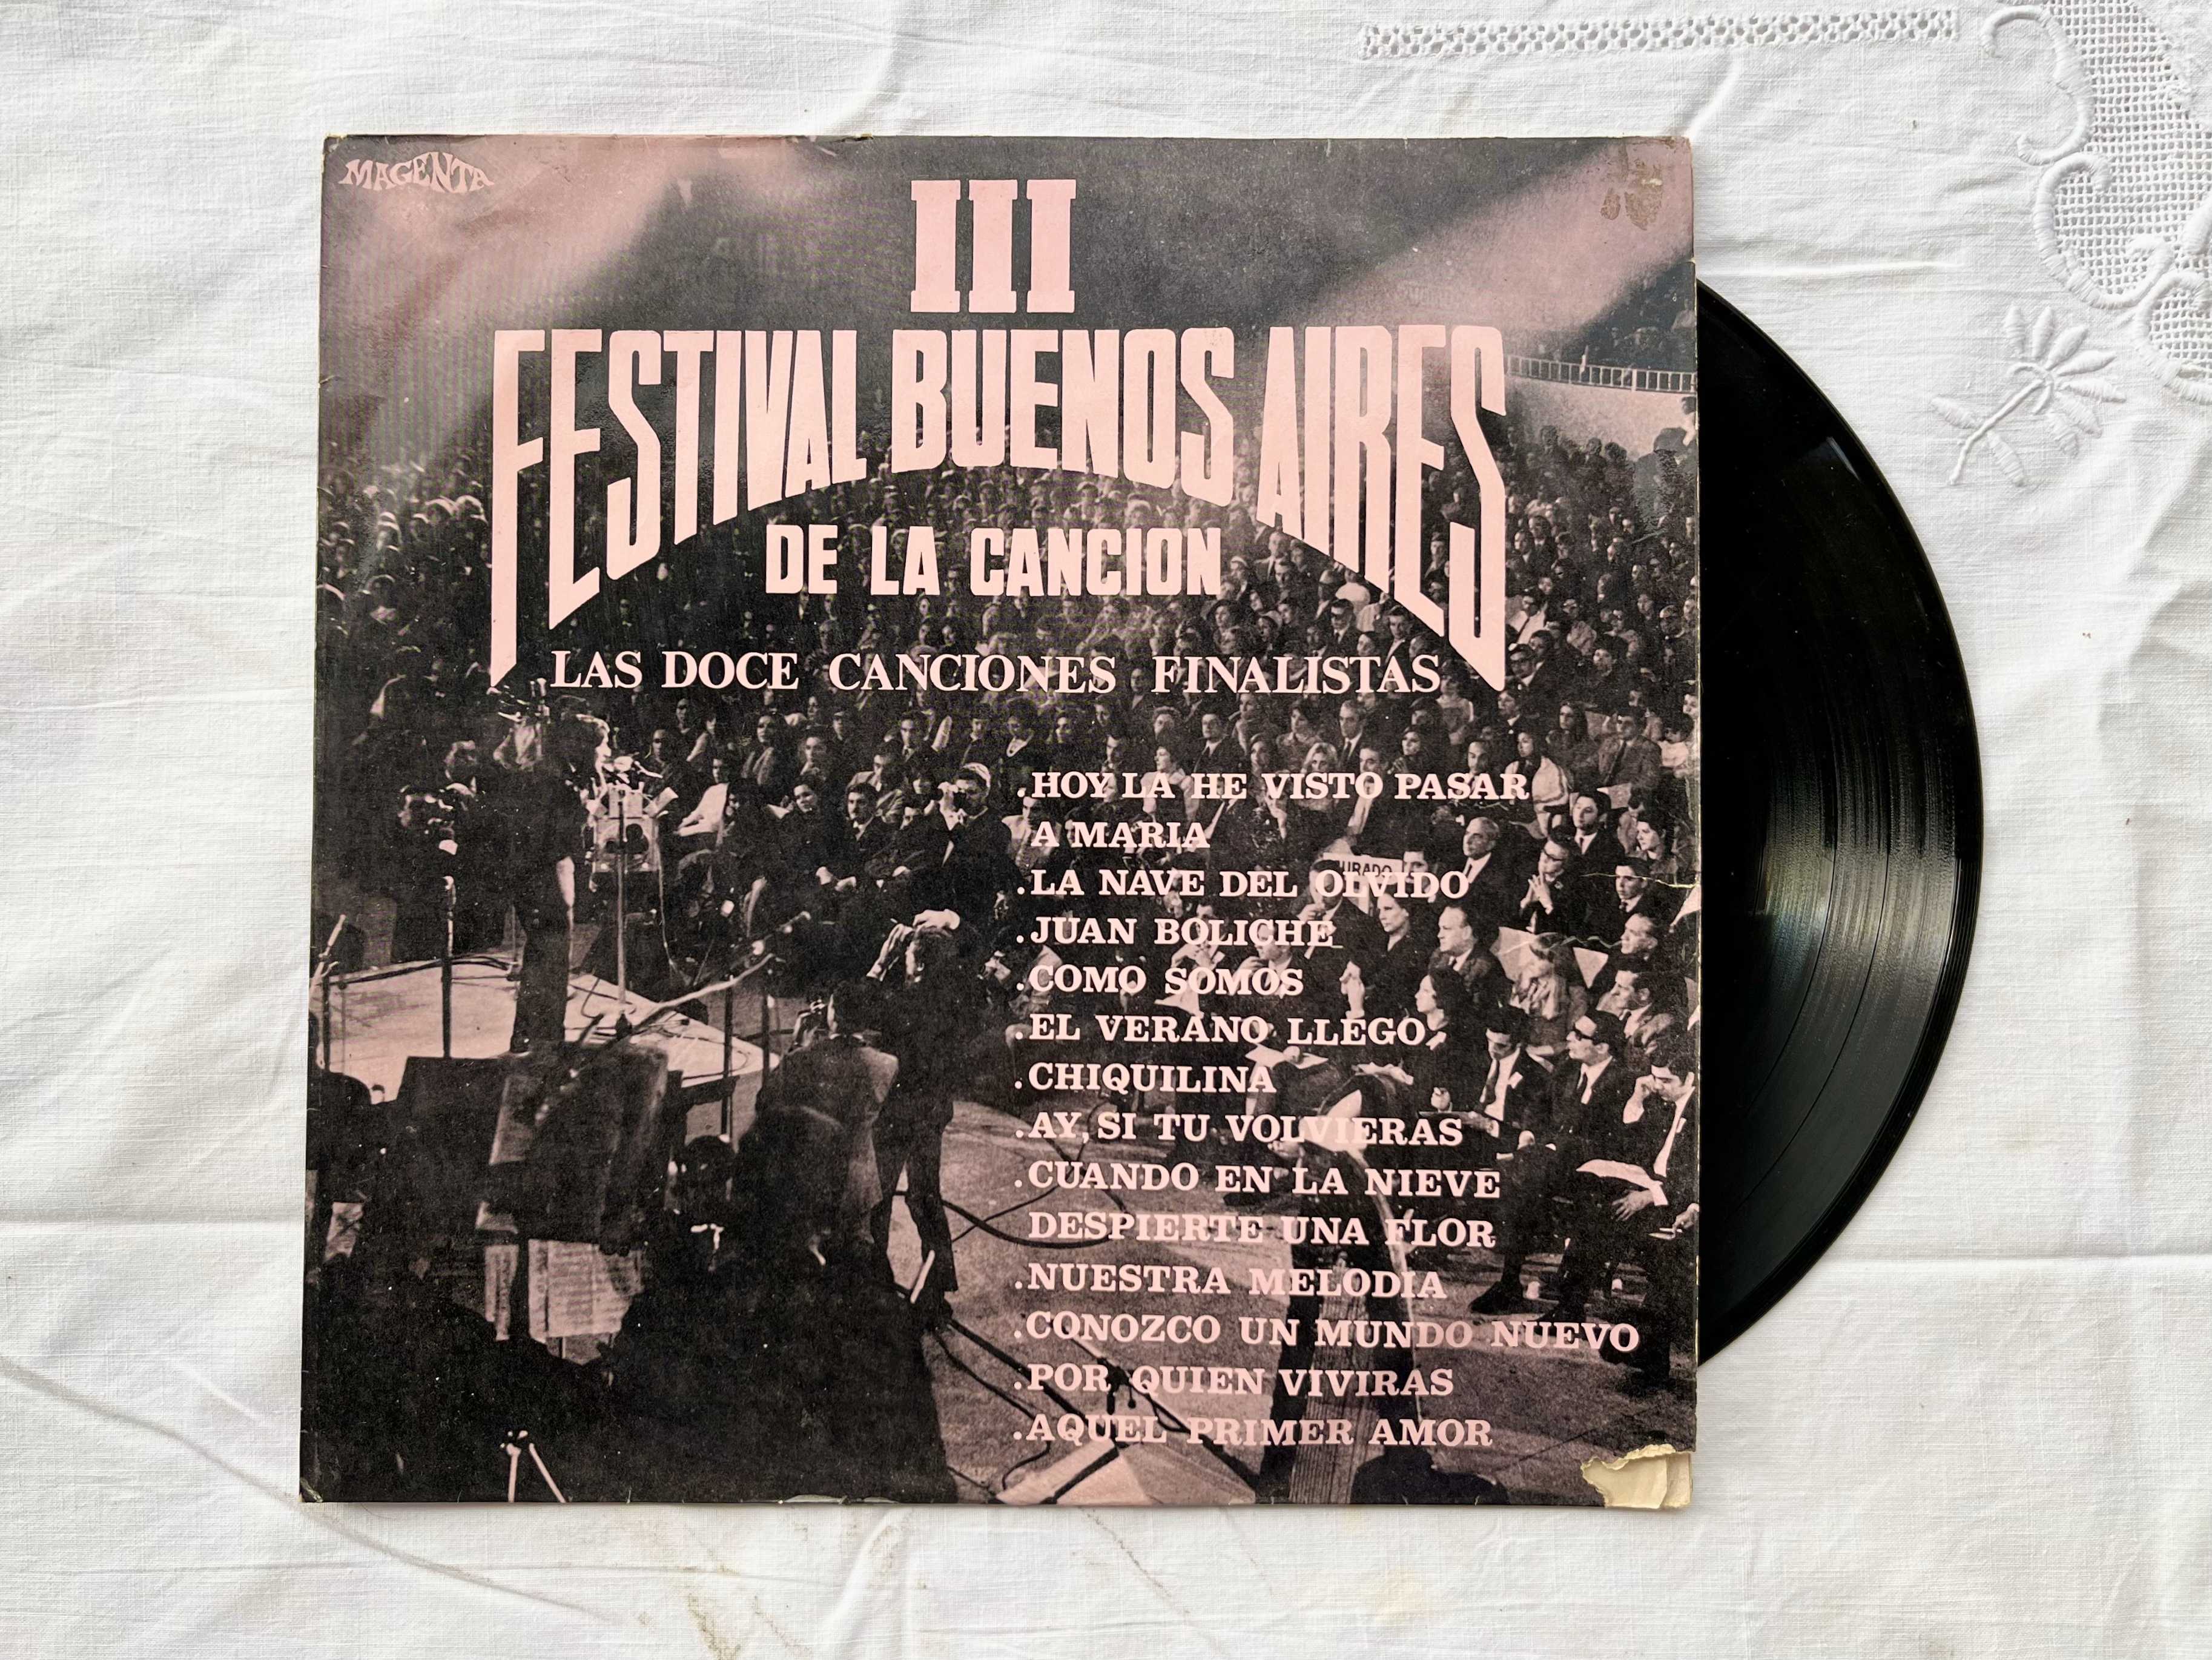 MAGENTA
III
FESTIVAL BUENOS AIRES
DE LA CANCION
LAS DOCE CANCIONES FINALISTAS
.HOY LA HE VISTO PASAR
A MARIA
.LA NAVE DEL OLVIDO
.JUAN BOLICHE
.COMO SOMOS
.EL VERANO LLEGO
.CHIQUILINA
.AY, SI TU VOLVIERAS
.CUANDO EN LA NIEVE
DESPIERTE UNA FLOR
.NUESTRA MELODIA
.CONOZCO UN MUNDO NUEVO
.POR QUIEN VIVIRAS
.AQUEL PRIMER AMOR